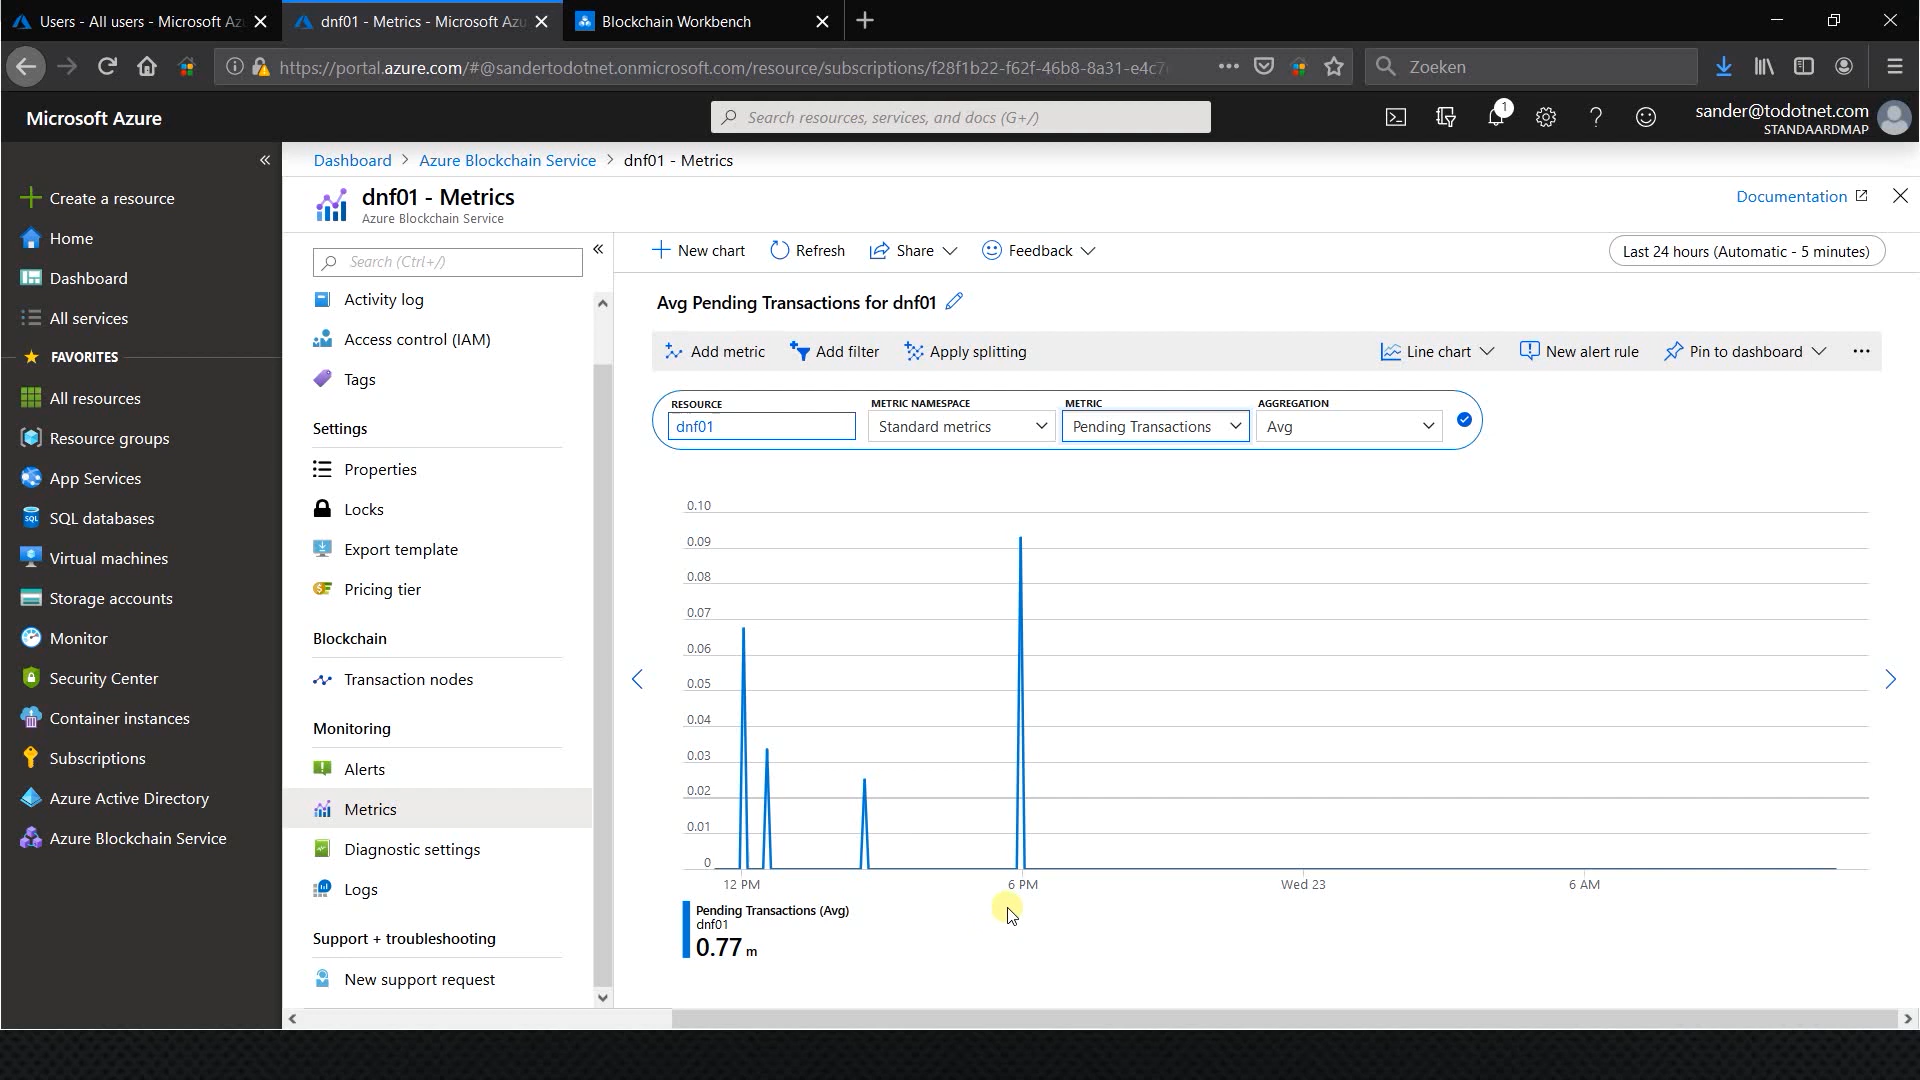 Users - All users - Microsoft Az
dnf01 - Metrics - Microsoft Azu
Blockchain Workbench
https://portal.azure.com/#@sandertodotnet.onmicrosoft.com/resource/subscriptions/f28f1b22-f62f-46b8-8a31-e4c7
Zoeken
Microsoft Azure
Search resources, services, and docs (G+/)
1
sander@todotnet.com
STANDAARDMAP
Create a resource
Home
Dashboard
All services
FAVORITES
All resources
Resource groups
App Services
SQL databases
Virtual machines
Storage accounts
Monitor
Security Center
Container instances
Subscriptions
Azure Active Directory
Azure Blockchain Service
Dashboard > Azure Blockchain Service > dnf01 - Metrics
dnf01 - Metrics
Azure Blockchain Service
Documentation
Search (Ctrl+/)
Activity log
Access control (IAM)
Tags
Settings
Properties
Locks
Export template
Pricing tier
Blockchain
Transaction nodes
Monitoring
Alerts
Metrics
Diagnostic settings
Logs
Support + troubleshooting
New support request
New chart Refresh Share Feedback
Last 24 hours (Automatic - 5 minutes)
Avg Pending Transactions for dnf01
Add metric Add filter Apply splitting Line chart New alert rule Pin to dashboard
RESOURCE METRIC NAMESPACE METRIC AGGREGATION
dnf01 Standard metrics Pending Transactions Avg
0.10
0.09
0.08
0.07
0.06
0.05
0.04
0.03
0.02
0.01
0
12 PM 6 PM Wed 23 6 AM
Pending Transactions (Avg)
dnf01
0.77 m